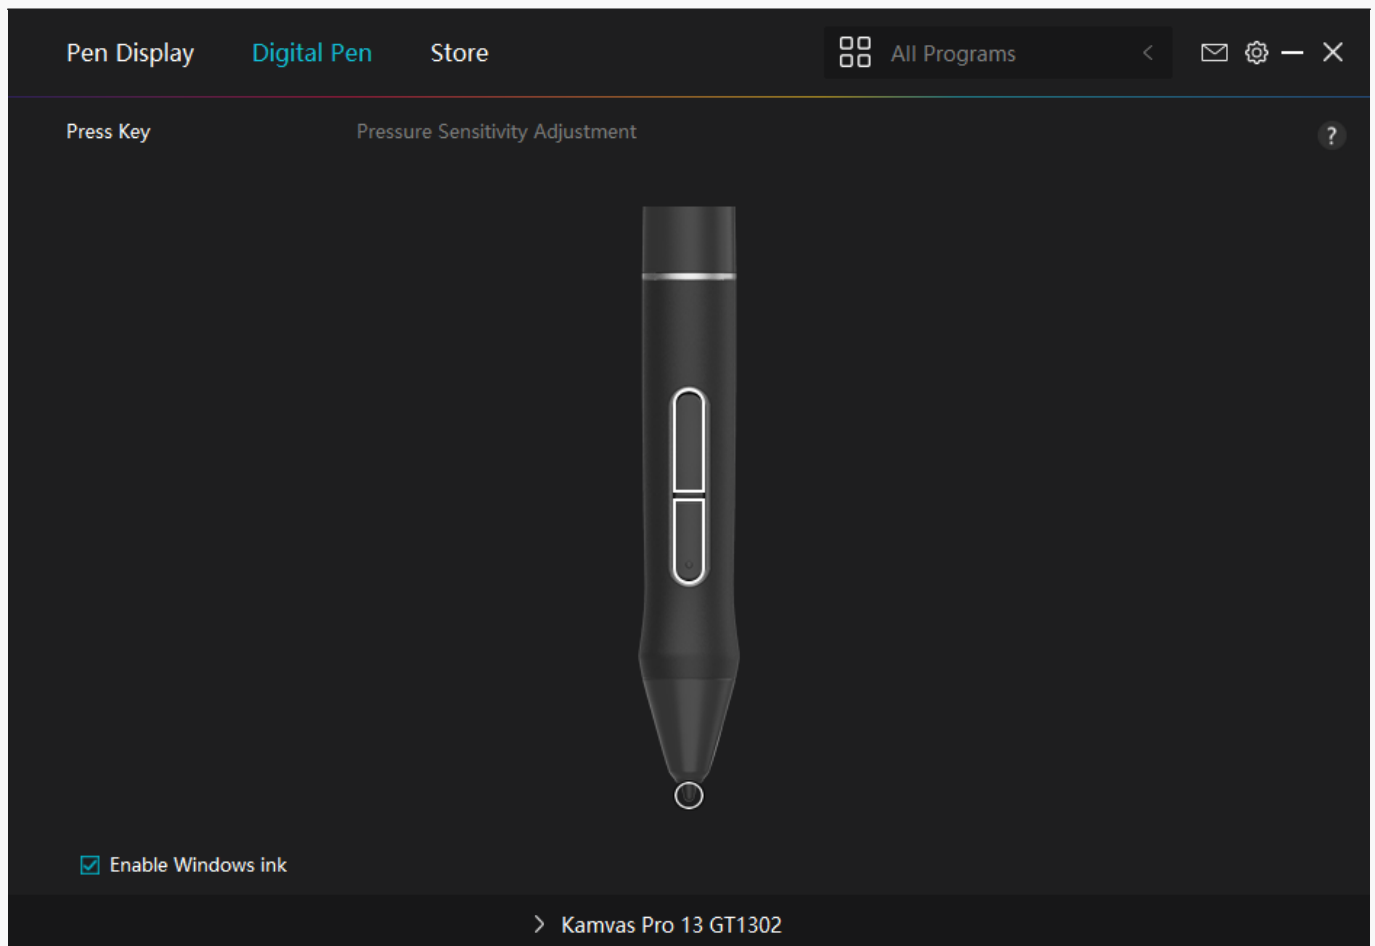 Pen Display Digital Pen Store All Programs
Press Key Pressure Sensitivity Adjustment ?
Enable Windows ink
Kamvas Pro 13 GT1302